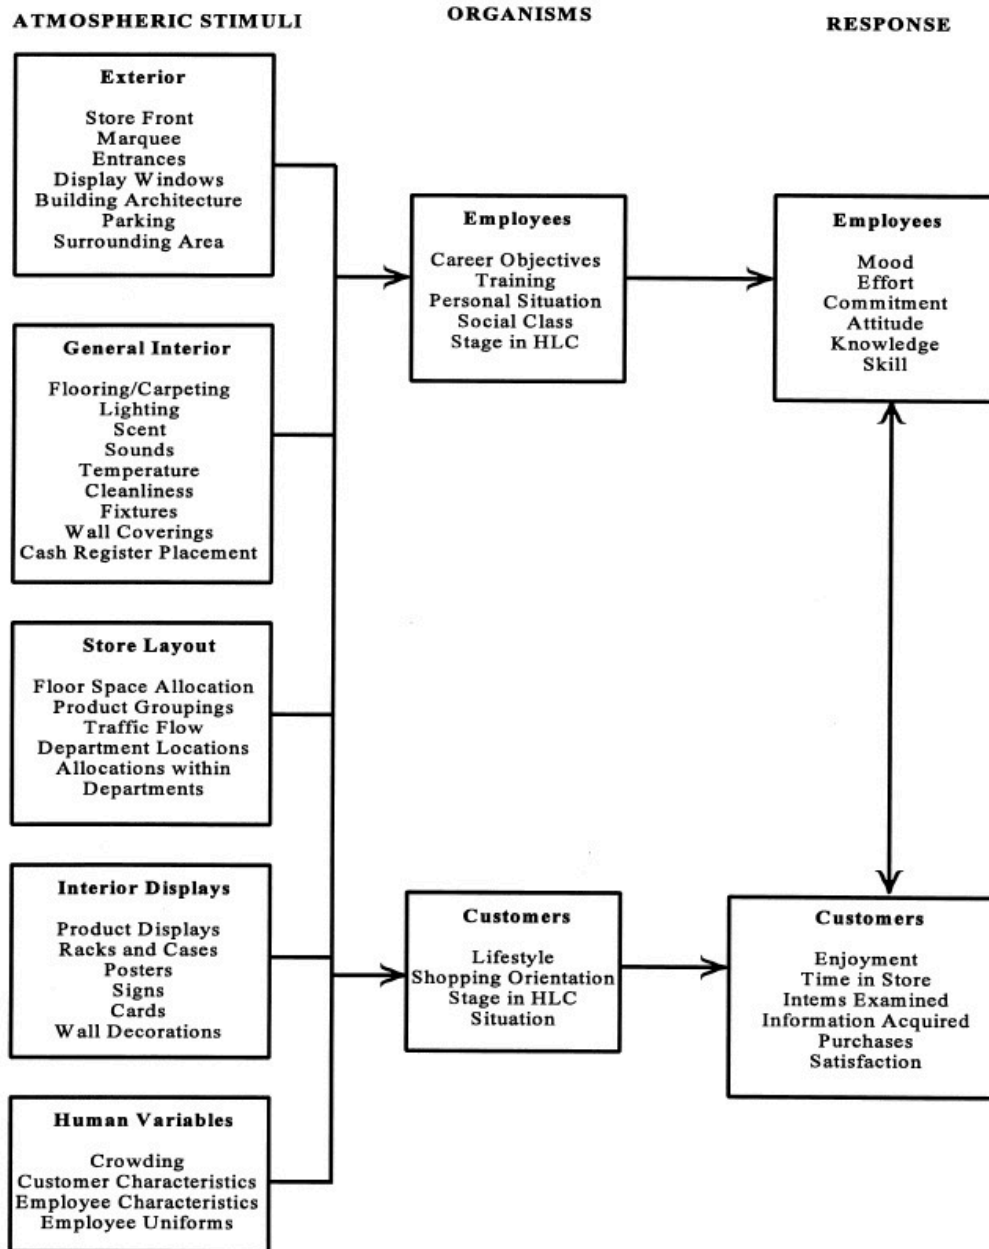 ATMOSPHERIC STIMULI
ORGANISMS
RESPONSE
Exterior
Store Front
Marquee
Entrances
Display Windows
Building Architecture
Parking
Surrounding Area
General Interior
Flooring/Carpeting
Lighting
Scent
Sounds
Temperature
Cleanliness
Fixtures
Wall Coverings
Cash Register Placement
Store Layout
Floor Space Allocation
Product Groupings
Traffic Flow
Department Locations
Allocations within
Departments
Interior Displays
Product Displays
Racks and Cases
Posters
Signs
Cards
Wall Decorations
Human Variables
Crowding
Customer Characteristics
Employee Characteristics
Employee Uniforms
Employees
Career Objectives
Training
Personal Situation
Social Class
Stage in HLC
Customers
Lifestyle
Shopping Orientation
Stage in HLC
Situation
Employees
Mood
Effort
Commitment
Attitude
Knowledge
Skill
Customers
Enjoyment
Time in Store
Intems Examined
Information Acquired
Purchases
Satisfaction